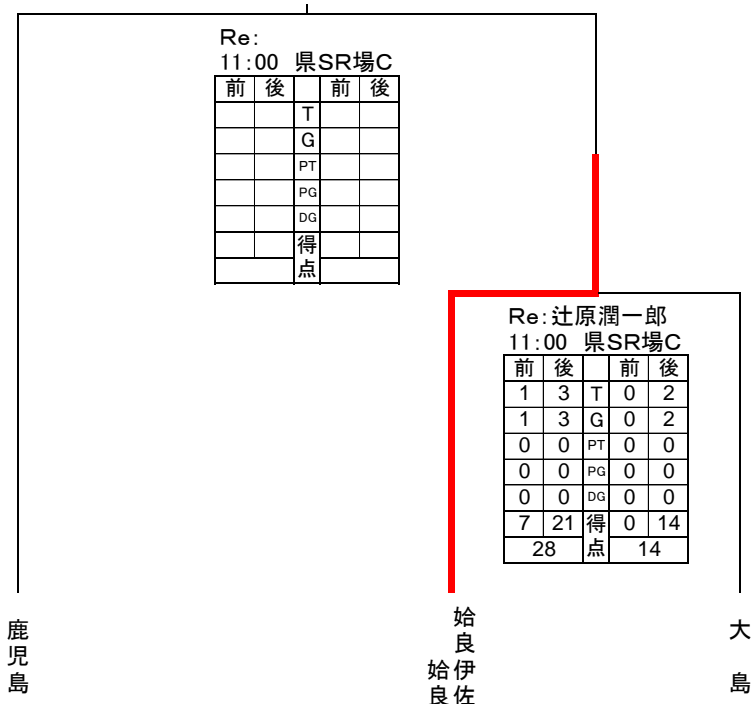 Re:
11:00 県SR場C
前 後 前 後
T
G
PT
PG
DG
得点
Re:辻原潤一郎
11:00 県SR場C
前 後 前 後
1 3 T 0 2
1 3 G 0 2
0 0 PT 0 0
0 0 PG 0 0
0 0 DG 0 0
7 21 得点 0 14
28 14
鹿児島
姶良伊佐
姶良
大島